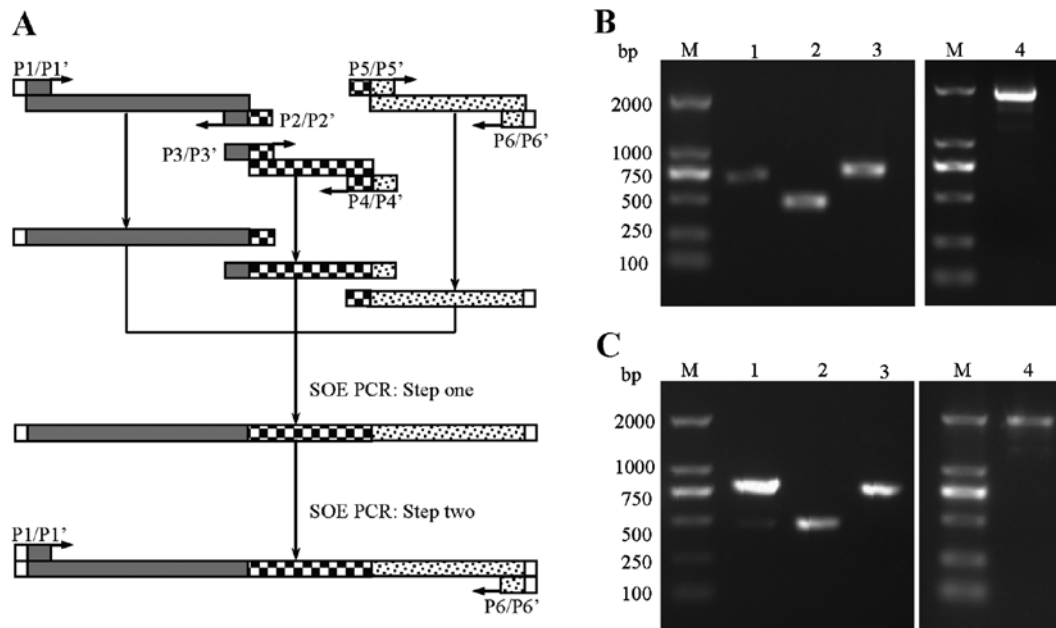 A
P1/P1’
P5/P5’
P2/P2’
P6/P6’
P3/P3’
P4/P4’
SOE PCR: Step one
SOE PCR: Step two
P1/P1’
P6/P6’
B
bp M 1 2 3 M 4
2000
1000
750
500
250
100
C
bp M 1 2 3 M 4
2000
1000
750
500
250
100